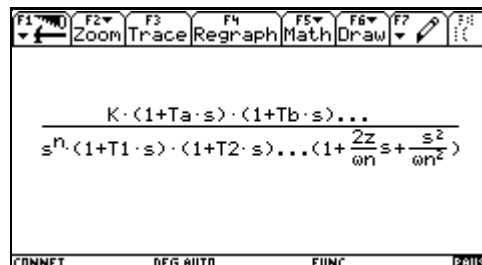 F1 F2 Zoom F3 Trace F4 Regraph F5 Math F6 Draw F7
K·(1+Ta·s)·(1+Tb·s)...
s^n·(1+T1·s)·(1+T2·s)...(1+2z/ωn s+s²/ωn²)
CONNET DEG AUTO FUNC PAUS